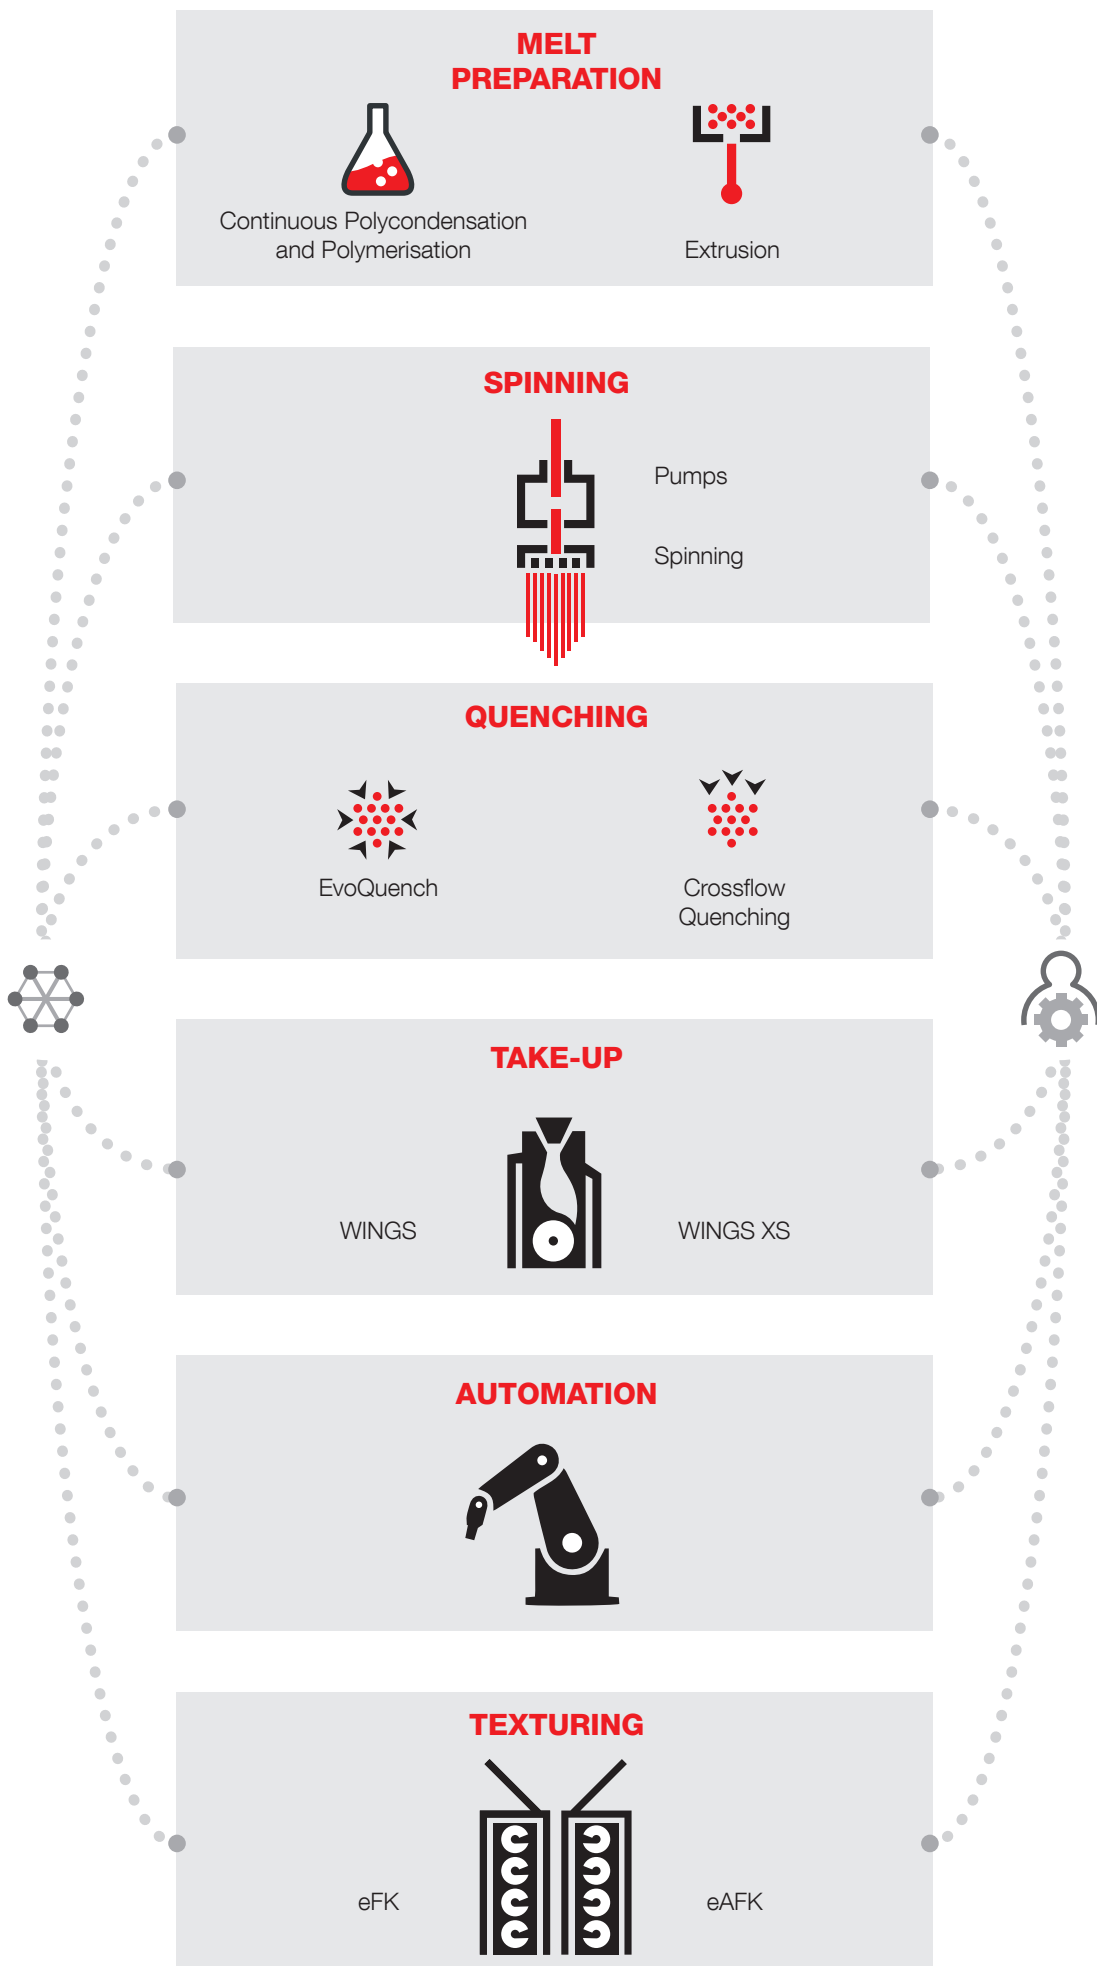 MELT
PREPARATION
Continuous Polycondensation
and Polymerisation
Extrusion
SPINNING
Pumps
Spinning
QUENCHING
EvoQuench
Crossflow
Quenching
TAKE-UP
WINGS
WINGS XS
AUTOMATION
TEXTURING
eFK
eAFK